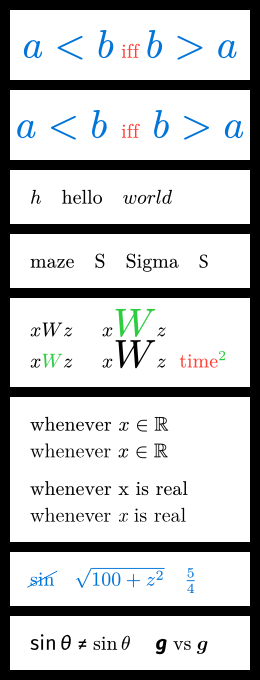 a < b iff b > a
a < b iff b > a
h hello world
maze S Sigma S
xWz xWz
xWz xWz time²
whenever x ∈ ℝ
whenever x ∈ ℝ
whenever x is real
whenever x is real
sin √(100 + z²) 5/4
sin θ ≠ sin θ g vs g